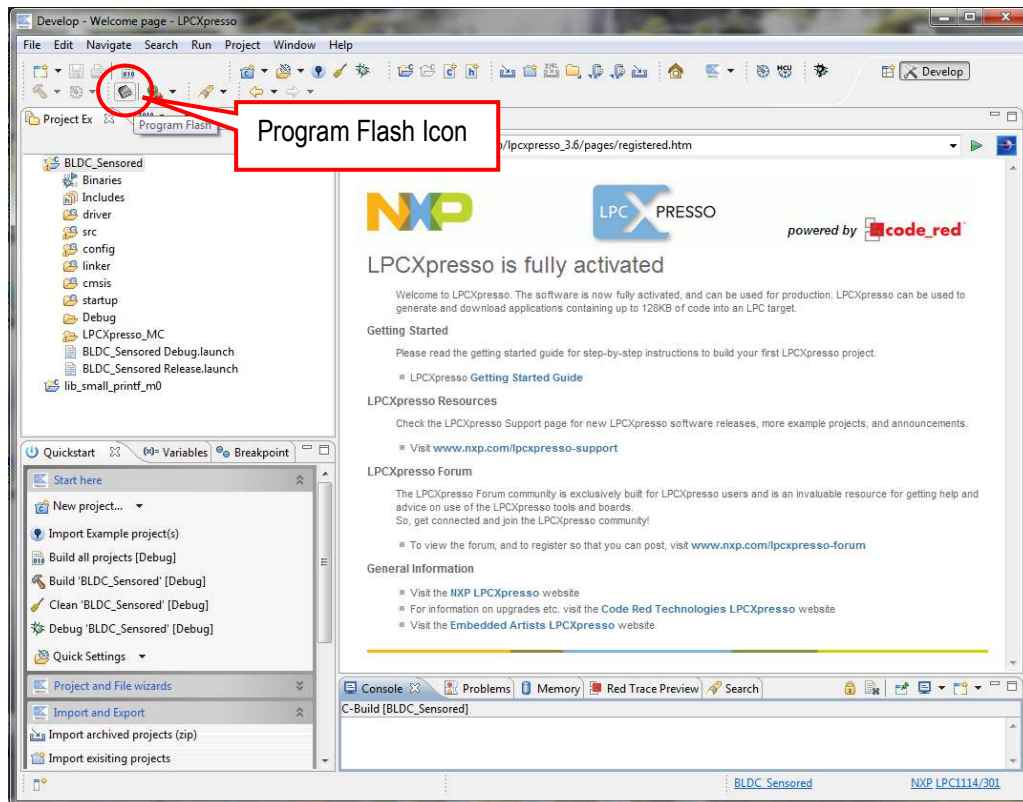 Develop - Welcome page - LPCXpresso
File Edit Navigate Search Run Project Window Help
Develop
Project Ex
Program Flash
Program Flash Icon
/lpcxpresso_3.6/pages/registered.htm
BLDC_Sensored
Binaries
Includes
driver
src
config
linker
cmsis
startup
Debug
LPCXpresso_MC
BLDC_Sensored Debug.launch
BLDC_Sensored Release.launch
lib_small_printf_m0
NXP
LPC XPRESSO
powered by code_red
LPCXpresso is fully activated
Welcome to LPCXpresso. The software is now fully activated, and can be used for production. LPCXpresso can be used to
generate and download applications containing up to 128KB of code into an LPC target.
Getting Started
Please read the getting started guide for step-by-step instructions to build your first LPCXpresso project.
LPCXpresso Getting Started Guide
LPCXpresso Resources
Check the LPCXpresso Support page for new LPCXpresso software releases, more example projects, and announcements.
Visit www.nxp.com/lpcxpresso-support
LPCXpresso Forum
The LPCXpresso Forum community is exclusively built for LPCXpresso users and is an invaluable resource for getting help and
advice on use of the LPCXpresso tools and boards.
So, get connected and join the LPCXpresso community!
To view the forum, and to register so that you can post, visit www.nxp.com/lpcxpresso-forum
General Information
Visit the NXP LPCXpresso website
For information on upgrades etc. visit the Code Red Technologies LPCXpresso website
Visit the Embedded Artists LPCXpresso website
Quickstart (x)= Variables Breakpoint
Start here
New project...
Import Example project(s)
Build all projects [Debug]
Build 'BLDC_Sensored' [Debug]
Clean 'BLDC_Sensored' [Debug]
Debug 'BLDC_Sensored' [Debug]
Quick Settings
Project and File wizards
Import and Export
Import archived projects (zip)
Import exisiting projects
Console Problems Memory Red Trace Preview Search
C-Build [BLDC_Sensored]
BLDC_Sensored NXP LPC1114/301